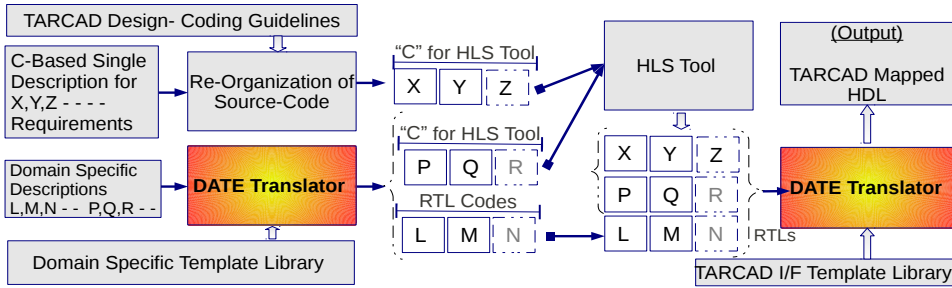 TARCAD Design- Coding Guidelines
C-Based Single
Description for
X,Y,Z - - - -
Requirements
Re-Organization of
Source-Code
“C” for HLS Tool
X Y Z
HLS Tool
(Output)
TARCAD Mapped
HDL
Domain Specific
Descriptions
L,M,N - - P,Q,R - -
DATE Translator
“C” for HLS Tool
P Q R
RTL Codes
L M N
X Y Z
P Q R
L M N
RTLs
DATE Translator
Domain Specific Template Library
TARCAD I/F Template Library